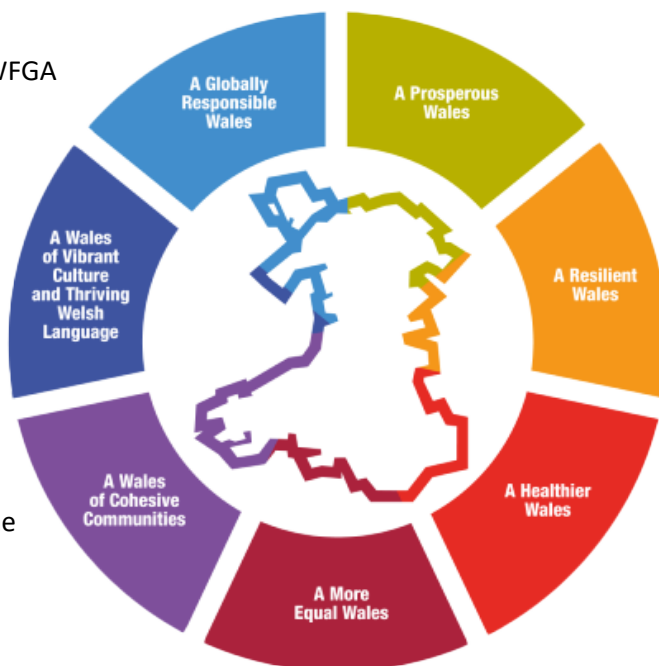 A Globally
Responsible
Wales
A Prosperous
Wales
A Resilient
Wales
A Healthier
Wales
A More
Equal Wales
A Wales
of Cohesive
Communities
A Wales
of Vibrant
Culture
and Thriving
Welsh
Language